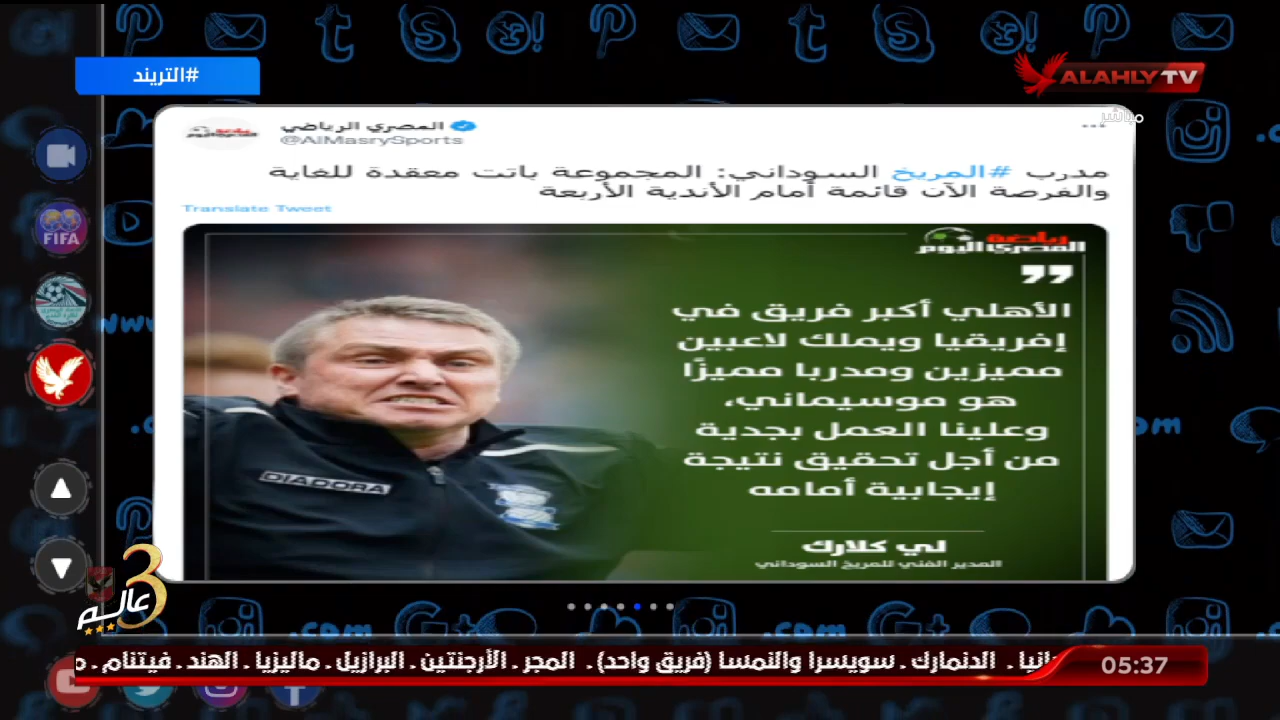 #التريند
ALAHLY TV
مباشر
المصري الرياضي
@AlMasrySports
مدرب #المريخ السوداني: المجموعة باتت معقدة للغاية
والفرصة الآن قائمة أمام الأندية الأربعة
Translate Tweet
رياضة
المصري اليوم
الأهلي أكبر فريق في
إفريقيا ويملك لاعبين
مميزين ومدربا مميزًا
هو موسيماني،
وعلينا العمل بجدية
من أجل تحقيق نتيجة
إيجابية أمامه
لي كلارك
المدير الفني للمريخ السوداني
DIADORA
FIFA
3 عالم
انيا . الدنمارك . سويسرا والنمسا (فريق واحد) . المجر . الأرجنتين . البرازيل . ماليزيا . الهند . فيتنام .
05:37